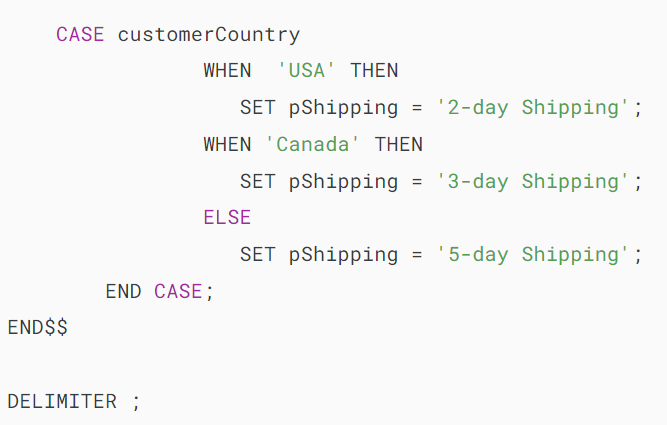 CASE customerCountry
WHEN  'USA' THEN
SET pShipping = '2-day Shipping';
WHEN 'Canada' THEN
SET pShipping = '3-day Shipping';
ELSE
SET pShipping = '5-day Shipping';
END CASE;
END$$
DELIMITER ;